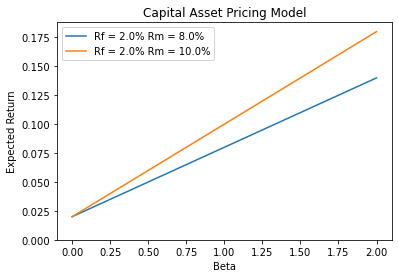 Capital Asset Pricing Model
Rf = 2.0% Rm = 8.0%
Rf = 2.0% Rm = 10.0%
Expected Return
0.175
0.150
0.125
0.100
0.075
0.050
0.025
0.000
0.00 0.25 0.50 0.75 1.00 1.25 1.50 1.75 2.00
Beta